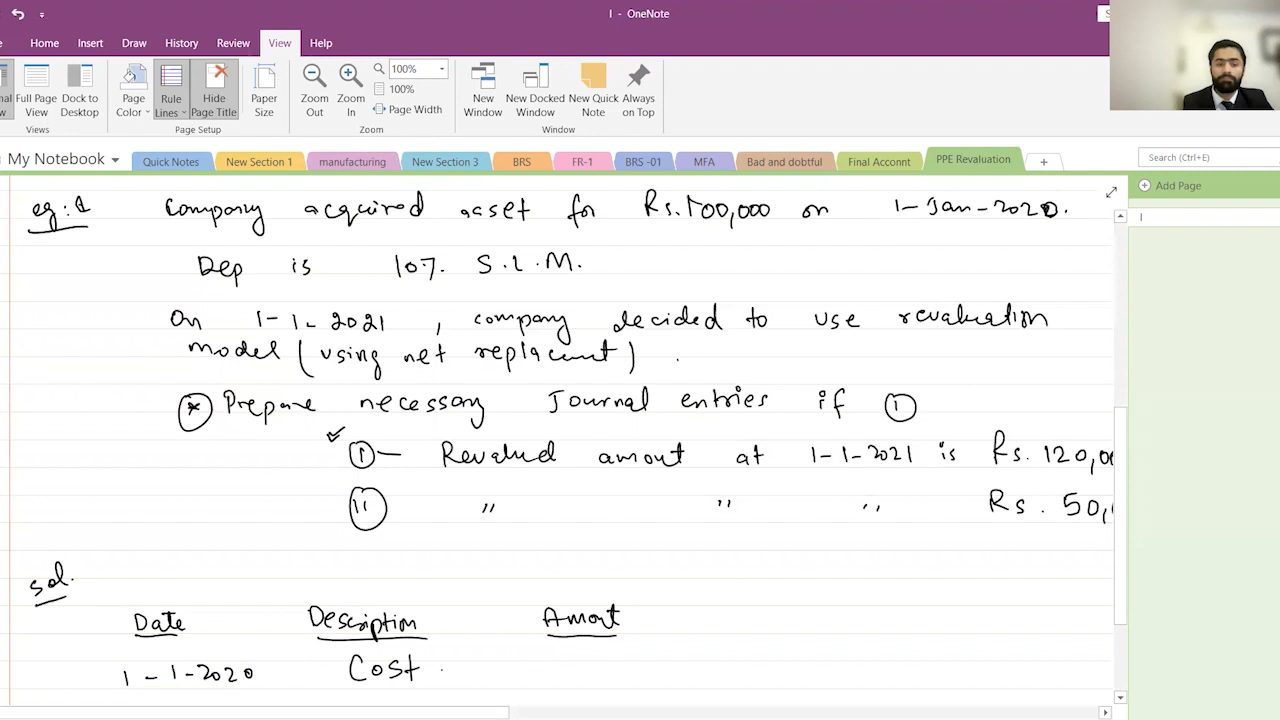 I - OneNote
Home Insert Draw History Review View Help
Full Page View
Dock to Desktop
Views
Page Color
Rule Lines
Hide Page Title
Paper Size
Page Setup
Zoom Out
Zoom In
100%
100%
Page Width
Zoom
New Window
New Docked Window
New Quick Note
Always on Top
Window
My Notebook
Quick Notes New Section 1 manufacturing New Section 3 BRS FR-1 BRS -01 MFA Bad and dobtful Final Acconnt PPE Revaluation +
Search (Ctrl+E)
Add Page
I
eg:1 Company acquired asset for Rs.100,000 on 1-Jan-2020.
Dep is 10%. S.L.M.
On 1-1-2021, company decided to use revaluation
model (using net replacemt) .
* Prepare necessary Journal entries if ①
①- Revalued amount at 1-1-2021 is Rs. 120,00
(ii) " " " Rs. 50,
sol.
Date Description Amout
1-1-2020 Cost